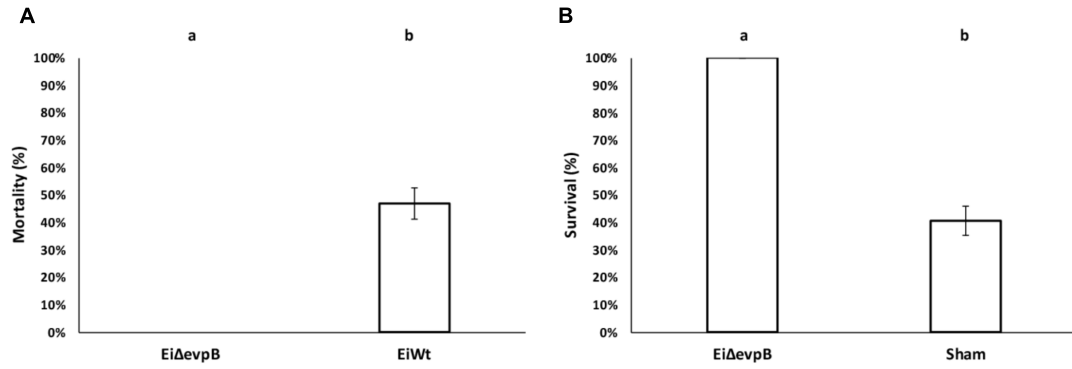 A
a b
100%
90%
80%
70%
60%
50%
40%
30%
20%
10%
0%
Mortality (%)
EiΔevpB EiWt
B
a b
100%
90%
80%
70%
60%
50%
40%
30%
20%
10%
0%
Survival (%)
EiΔevpB Sham